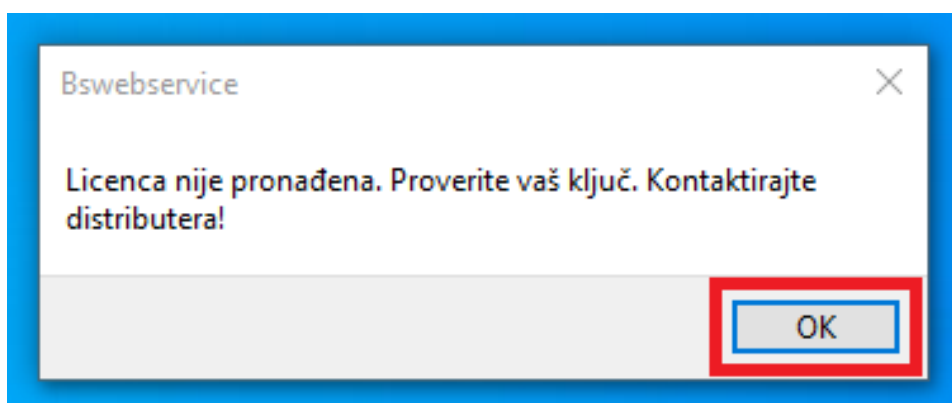 Bswebservice
Licenca nije pronađena. Proverite vaš ključ. Kontaktirajte
distributera!
OK